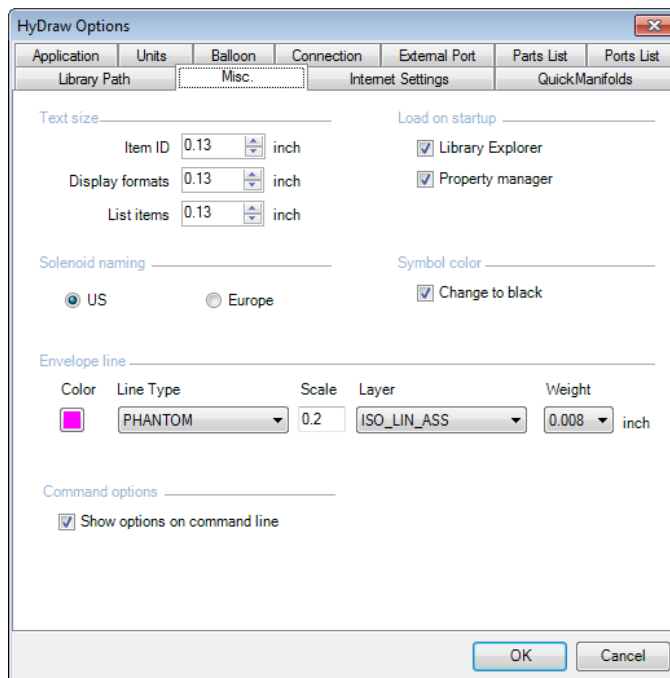 HyDraw Options
Application Units Balloon Connection External Port Parts List Ports List
Library Path Misc. Internet Settings QuickManifolds
Text size Load on startup
Item ID 0.13 inch Library Explorer
Display formats 0.13 inch Property manager
List items 0.13 inch
Solenoid naming Symbol color
US Europe Change to black
Envelope line
Color Line Type Scale Layer Weight
PHANTOM 0.2 ISO_LIN_ASS 0.008 inch
Command options
Show options on command line
OK Cancel